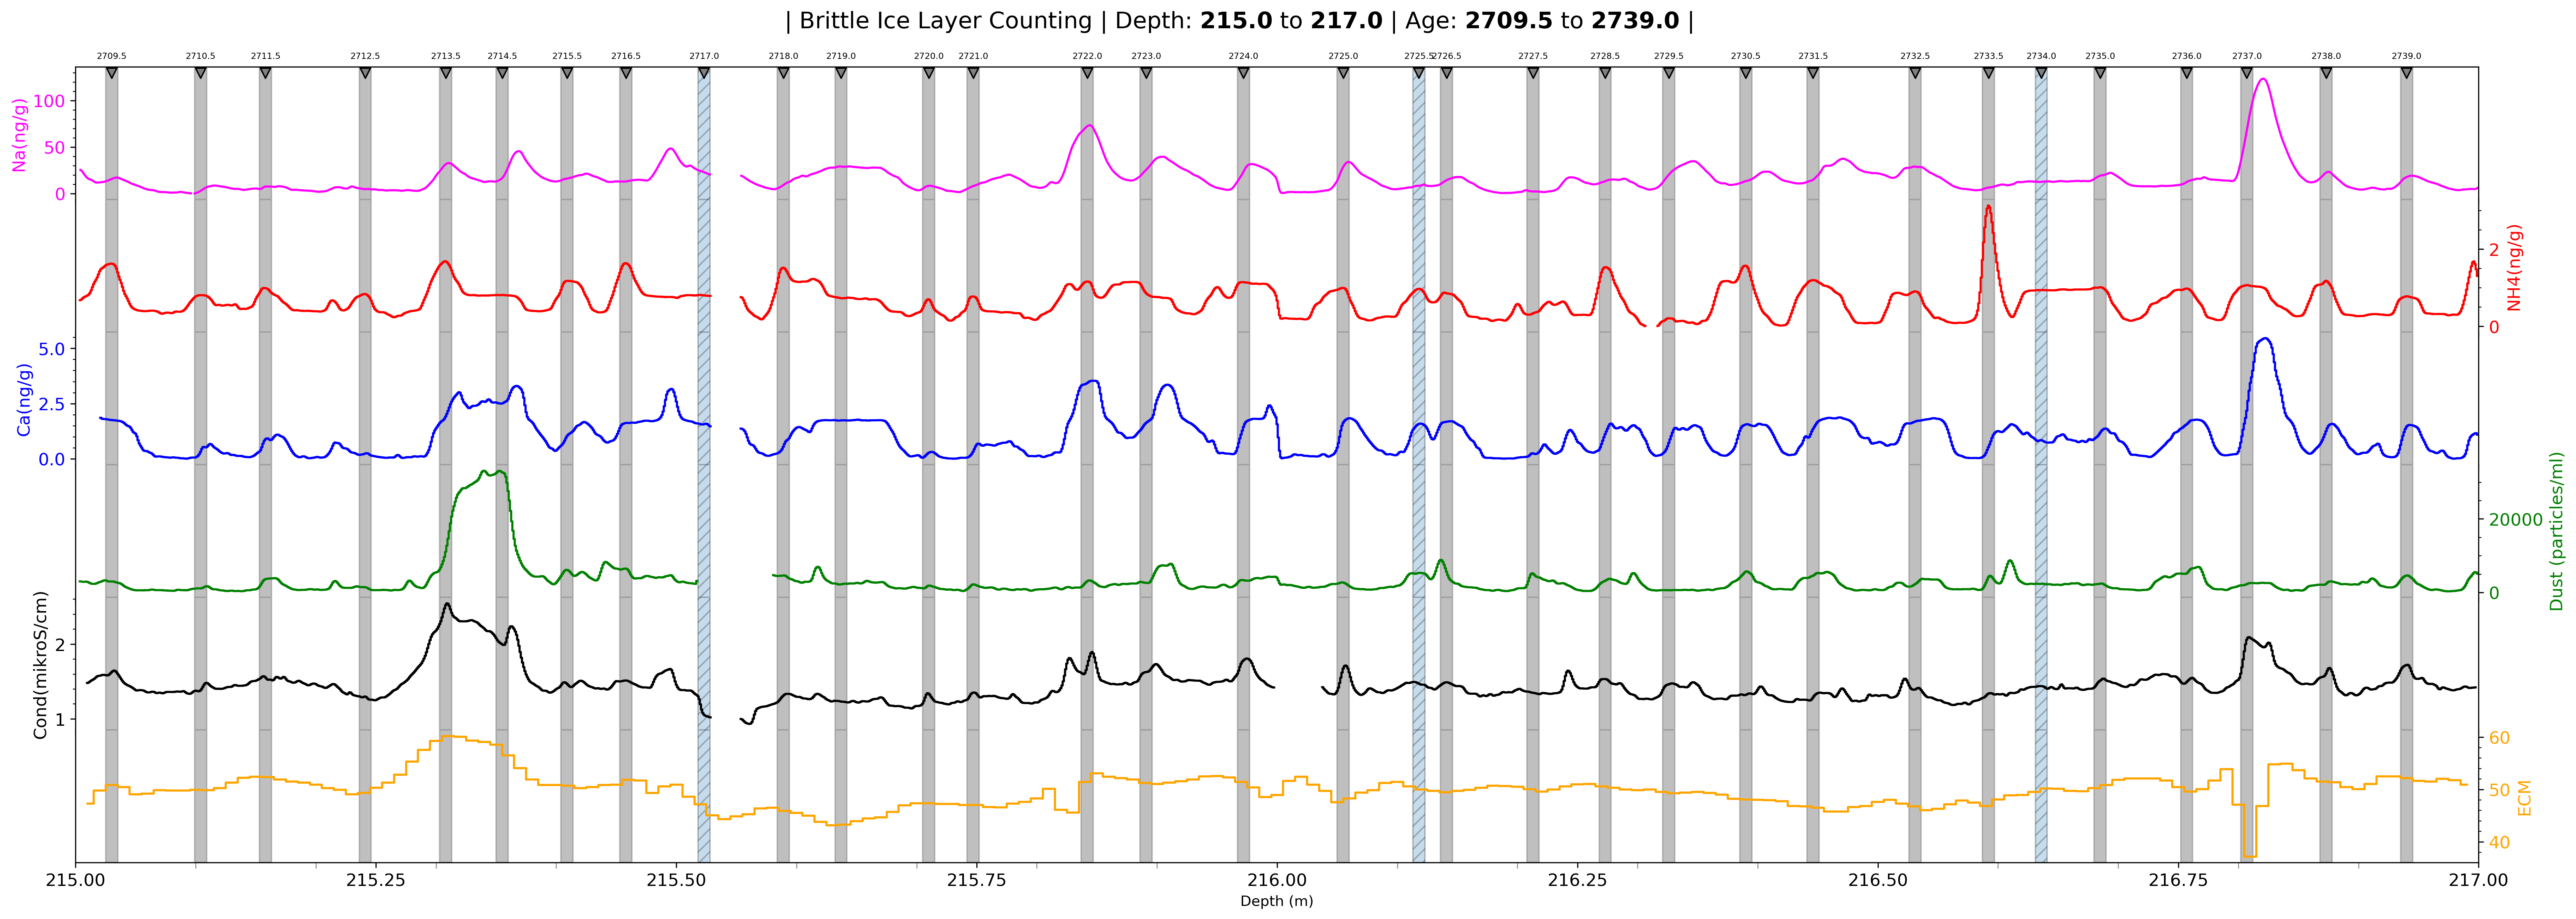 | Brittle Ice Layer Counting | Depth: 215.0 to 217.0 | Age: 2709.5 to 2739.0 |
2709.5 2710.5 2711.5 2712.5 2713.5 2714.5 2715.5 2716.5 2717.0 2718.0 2719.0 2720.0 2721.0 2722.0 2723.0 2724.0 2725.0 2725.5 2726.5 2727.5 2728.5 2729.5 2730.5 2731.5 2732.5 2733.5 2734.0 2735.0 2736.0 2737.0 2738.0 2739.0
Na(ng/g)
100
50
0
NH4(ng/g)
2
0
Ca(ng/g)
5.0
2.5
0.0
Dust (particles/ml)
20000
0
Cond(mikroS/cm)
2
1
ECM
60
50
40
215.00 215.25 215.50 215.75 216.00 216.25 216.50 216.75 217.00
Depth (m)